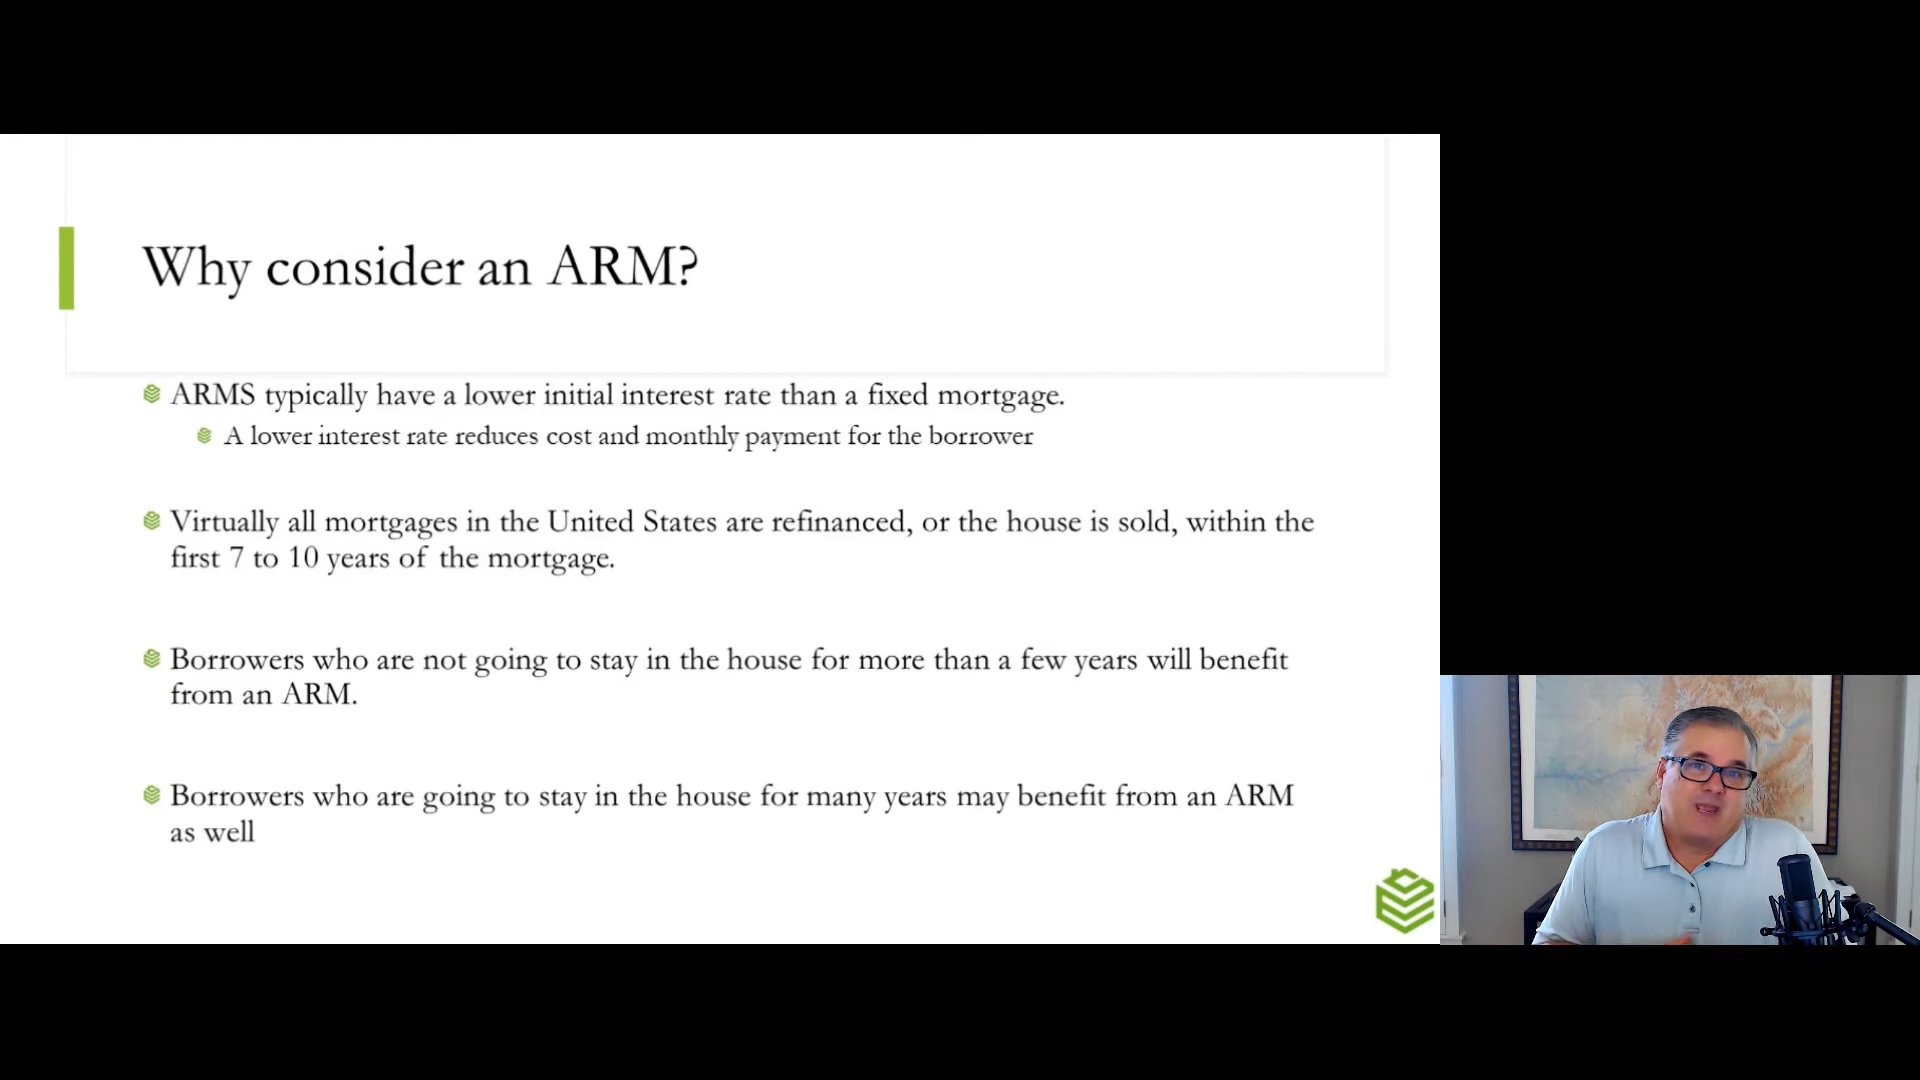 Why consider an ARM?
ARMS typically have a lower initial interest rate than a fixed mortgage.
A lower interest rate reduces cost and monthly payment for the borrower
Virtually all mortgages in the United States are refinanced, or the house is sold, within the
first 7 to 10 years of the mortgage.
Borrowers who are not going to stay in the house for more than a few years will benefit
from an ARM.
Borrowers who are going to stay in the house for many years may benefit from an ARM
as well